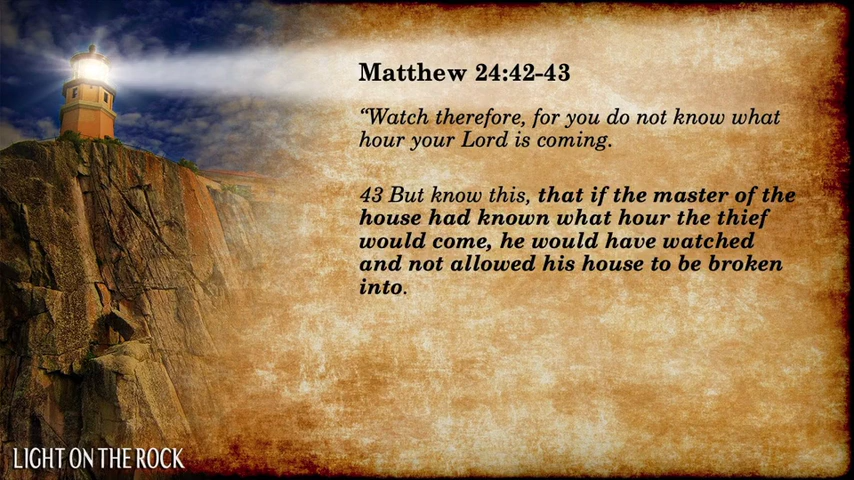 Matthew 24:42-43
“Watch therefore, for you do not know what
hour your Lord is coming.
43 But know this, that if the master of the
house had known what hour the thief
would come, he would have watched
and not allowed his house to be broken
into.
LIGHT ON THE ROCK